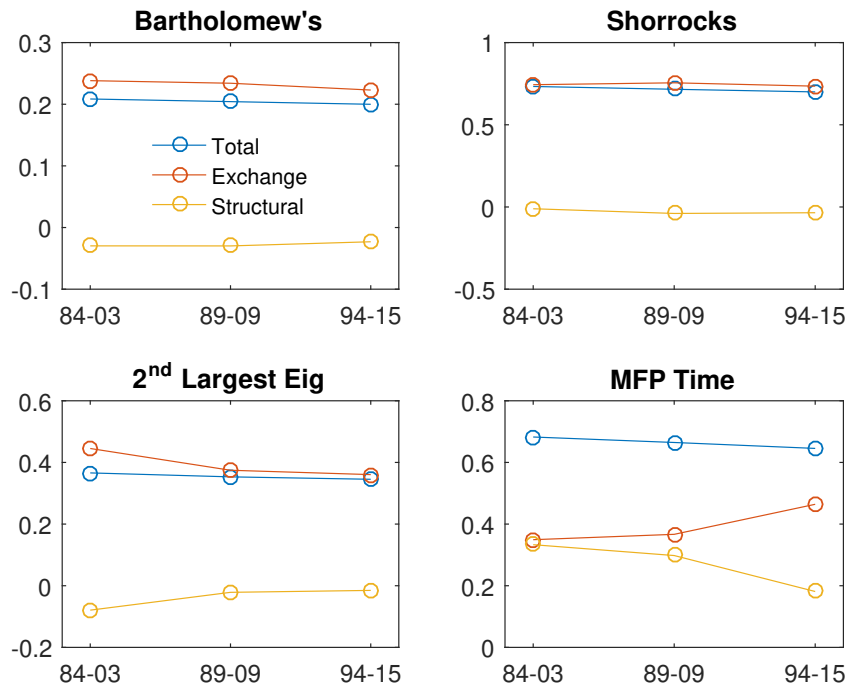 Bartholomew's
0.3
0.2
0.1
0
-0.1
Total
Exchange
Structural
84-03 89-09 94-15
Shorrocks
1
0.5
0
-0.5
84-03 89-09 94-15
2nd Largest Eig
0.6
0.4
0.2
0
-0.2
84-03 89-09 94-15
MFP Time
0.8
0.6
0.4
0.2
0
84-03 89-09 94-15